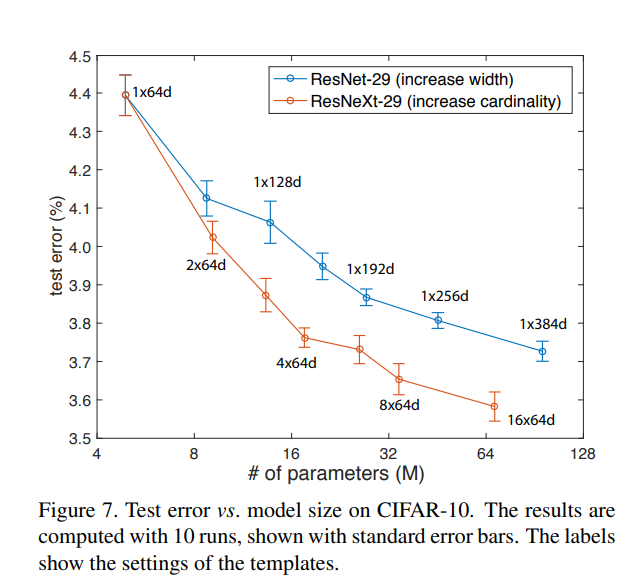 4.5
4.4
4.3
4.2
4.1
4.0
3.9
3.8
3.7
3.6
3.5
test error (%)
ResNet-29 (increase width)
ResNeXt-29 (increase cardinality)
1x64d
1x128d
2x64d
1x192d
1x256d
1x384d
4x64d
8x64d
16x64d
4 8 16 32 64 128
# of parameters (M)
Figure 7. Test error vs. model size on CIFAR-10. The results are
computed with 10 runs, shown with standard error bars. The labels
show the settings of the templates.